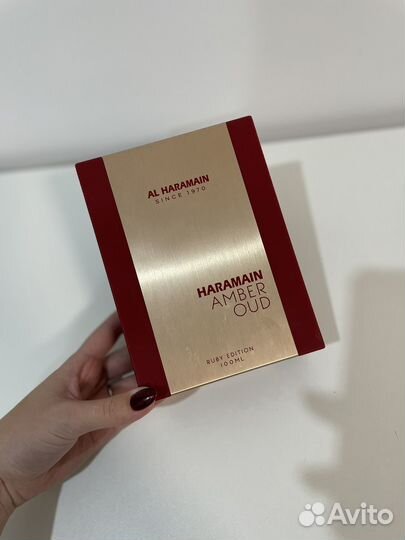 AL HARAMAIN
SINCE 1970
HARAMAIN
AMBER
OUD
RUBY EDITION
100ML
Avito